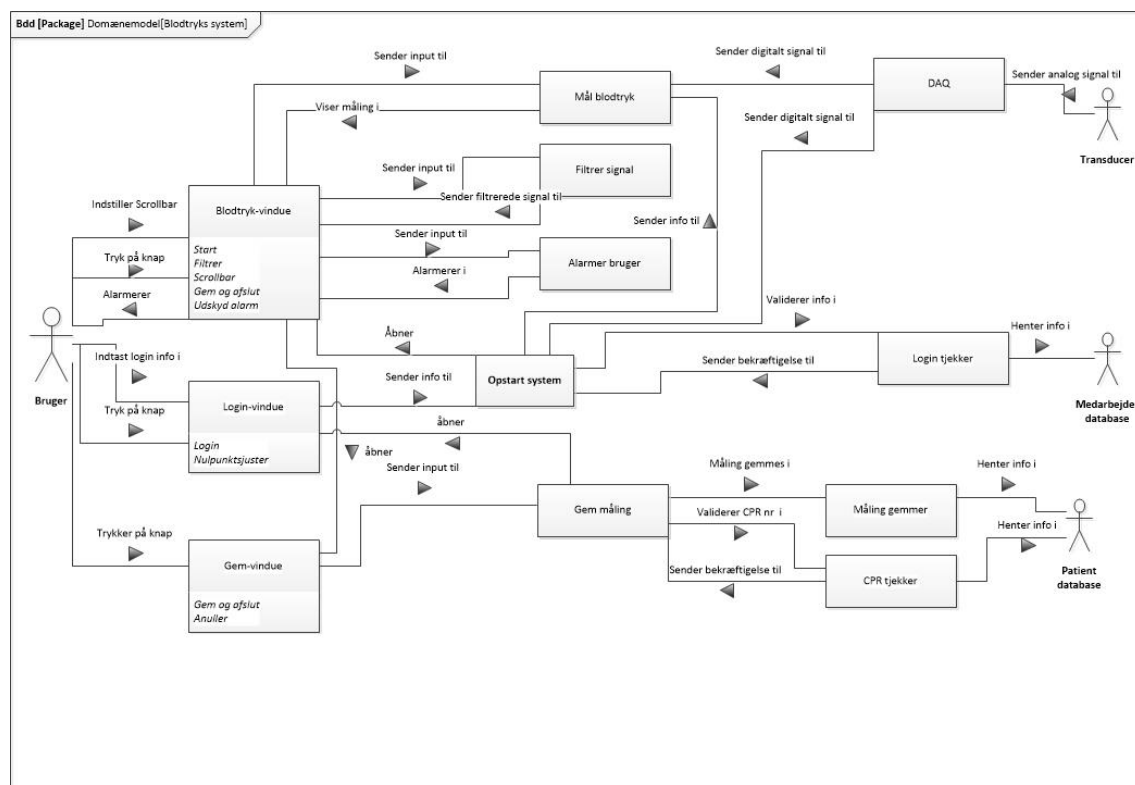 Bdd [Package] Domænemodel[Blodtryks system]
Sender input til
Sender digitalt signal til
Sender analog signal til
Mål blodtryk
DAQ
Viser måling i
Sender digitalt signal til
Transducer
Sender input til
Filtrer signal
Sender filtrerede signal til
Indstiller Scrollbar
Blodtryk-vindue
Sender info til
Start
Filtrer
Scrollbar
Gem og afslut
Udskyd alarm
Tryk på knap
Sender input til
Alarmer bruger
Alarmerer i
Alarmerer
Validerer info i
Henter info i
Åbner
Login tjekker
Indtast login info i
Sender info til
Opstart system
Sender bekræftigelse til
Bruger
Login-vindue
Medarbejde
database
Tryk på knap
Login
Nulpunktsjuster
åbner
åbner
Sender input til
Måling gemmes i
Henter info i
Gem måling
Måling gemmer
Validerer CPR nr i
Henter info i
Trykker på knap
Gem-vindue
Sender bekræftigelse til
CPR tjekker
Patient
database
Gem og afslut
Anuller